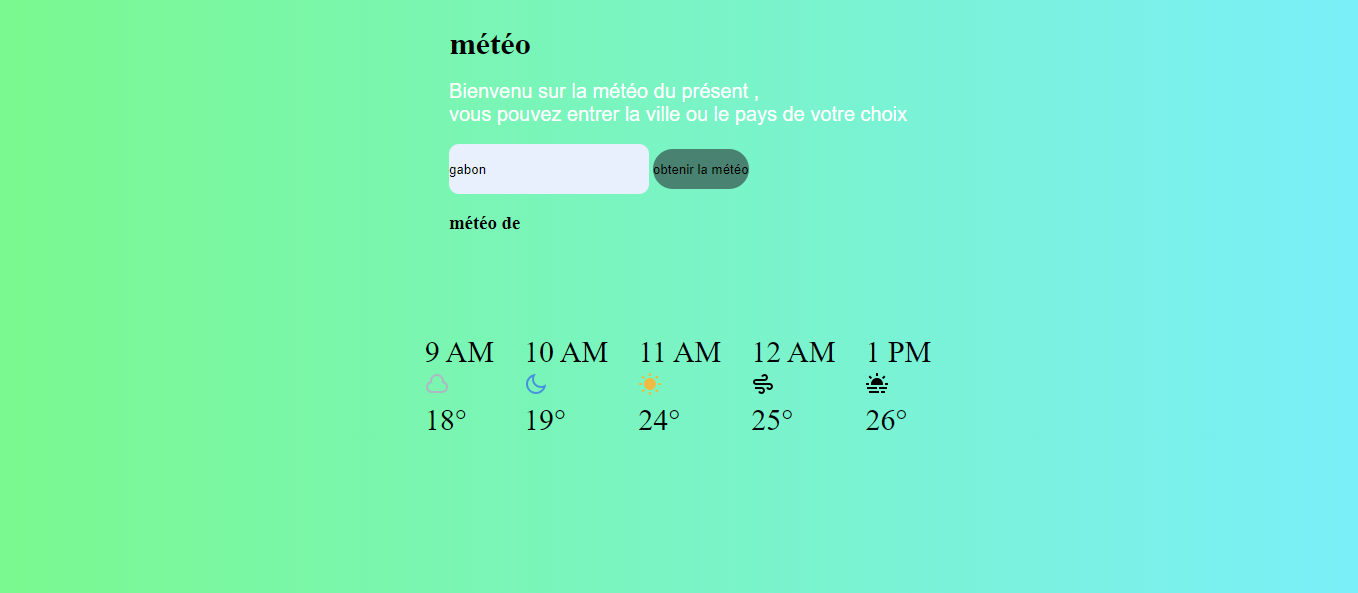 météo
Bienvenu sur la météo du présent ,
vous pouvez entrer la ville ou le pays de votre choix
gabon obtenir la météo
météo de
9 AM 10 AM 11 AM 12 AM 1 PM
18° 19° 24° 25° 26°